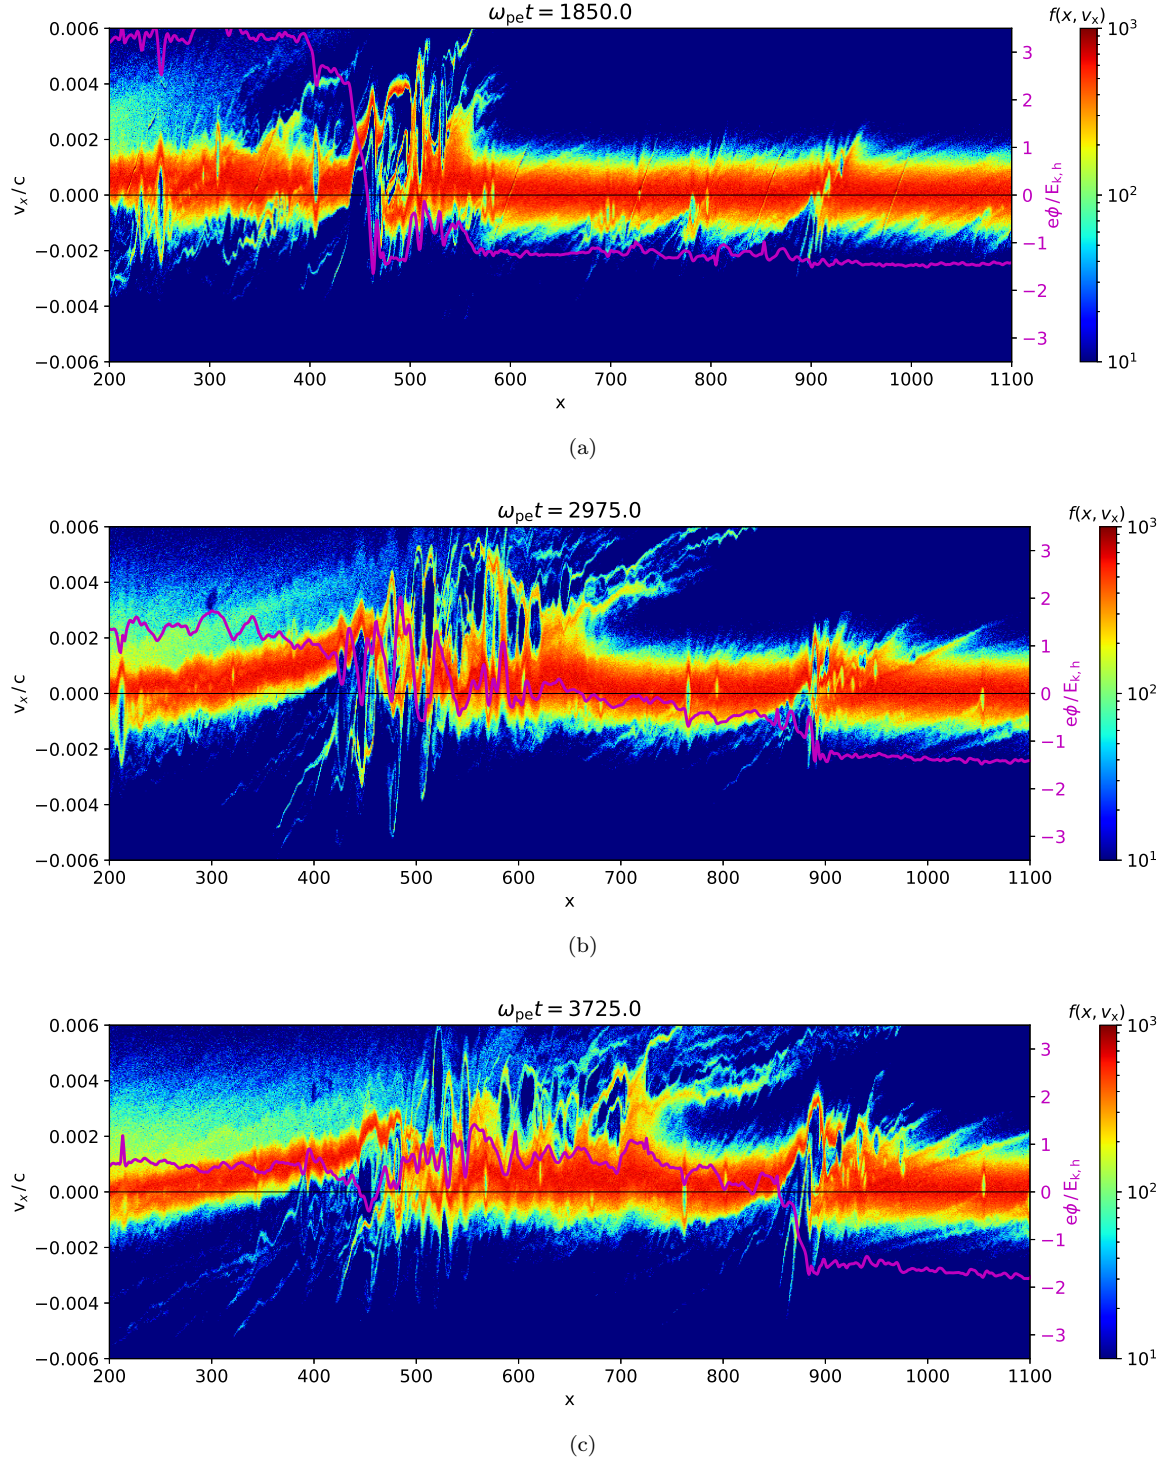 ω_pe t = 1850.0
f(x, v_x)
0.006
0.004
0.002
0.000
−0.002
−0.004
−0.006
v_x / c
200 300 400 500 600 700 800 900 1000 1100
x
3
2
1
0
−1
−2
−3
eϕ / E_k,h
10^3
10^2
10^1
(a)
ω_pe t = 2975.0
f(x, v_x)
0.006
0.004
0.002
0.000
−0.002
−0.004
−0.006
v_x / c
200 300 400 500 600 700 800 900 1000 1100
x
3
2
1
0
−1
−2
−3
eϕ / E_k,h
10^3
10^2
10^1
(b)
ω_pe t = 3725.0
f(x, v_x)
0.006
0.004
0.002
0.000
−0.002
−0.004
−0.006
v_x / c
200 300 400 500 600 700 800 900 1000 1100
x
3
2
1
0
−1
−2
−3
eϕ / E_k,h
10^3
10^2
10^1
(c)